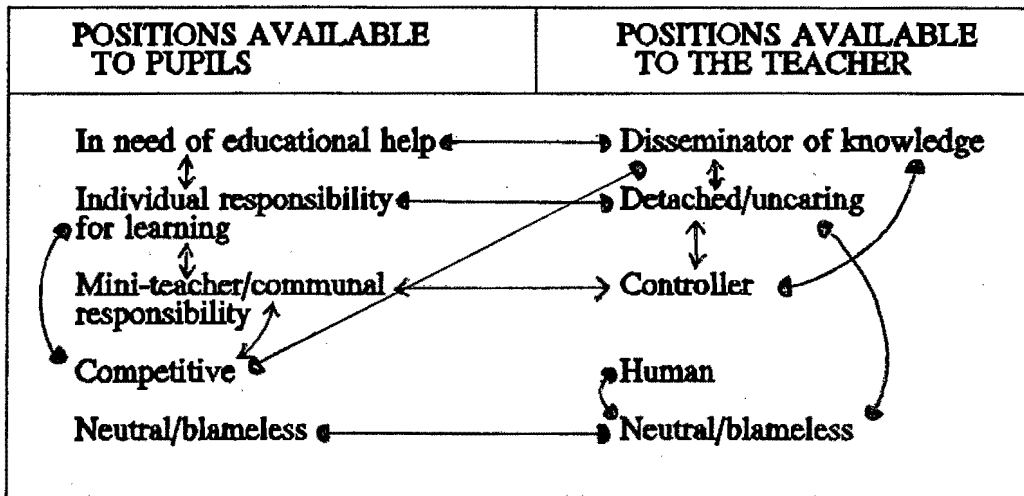 POSITIONS AVAILABLE
TO PUPILS
POSITIONS AVAILABLE
TO THE TEACHER
In need of educational help
Disseminator of knowledge
Individual responsibility
for learning
Detached/uncaring
Mini-teacher/communal
responsibility
Controller
Competitive
Human
Neutral/blameless
Neutral/blameless